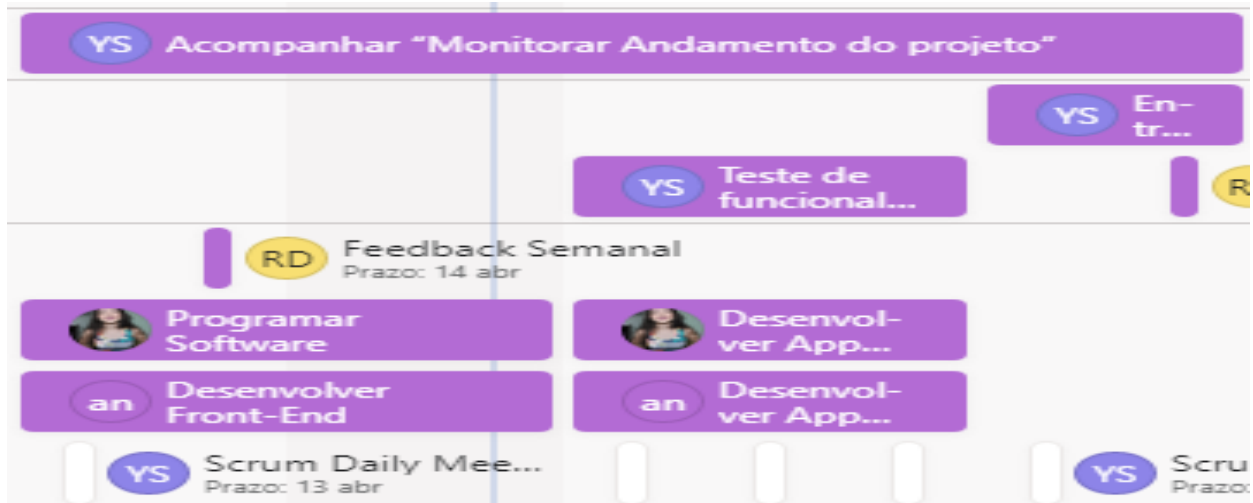 YS Acompanhar “Monitorar Andamento do projeto”
YS En-
tr...
YS Teste de
funcional...
R
RD Feedback Semanal
Prazo: 14 abr
Programar
Software
Desenvol-
ver App...
an Desenvolver
Front-End
an Desenvol-
ver App...
YS Scrum Daily Mee...
Prazo: 13 abr
YS Scru
Prazo: